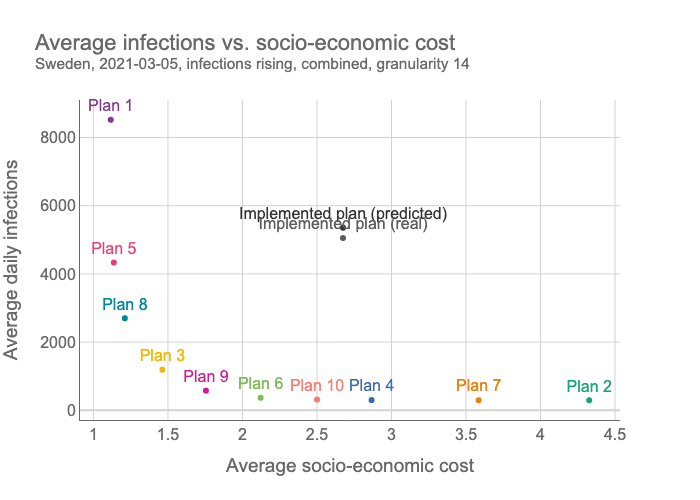 Average infections vs. socio-economic cost
Sweden, 2021-03-05, infections rising, combined, granularity 14
Average daily infections
8000
6000
4000
2000
0
Plan 1
Implemented plan (predicted)
Implemented plan (real)
Plan 5
Plan 8
Plan 3
Plan 9
Plan 6
Plan 10
Plan 4
Plan 7
Plan 2
1
1.5
2
2.5
3
3.5
4
4.5
Average socio-economic cost